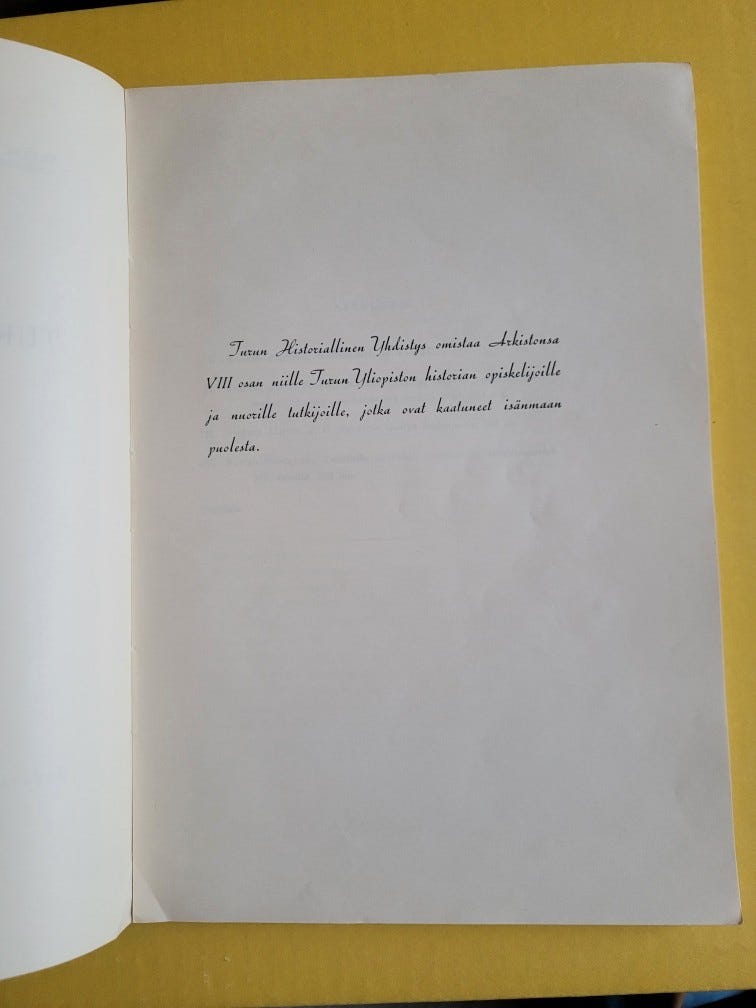 Turun Historiallinen Yhdistys omistaa Arkistonsa
VIII osan niille Turun Yliopiston historian opiskelijoille
ja nuorille tutkijoille, jotka ovat kaatuneet isänmaan
puolesta.